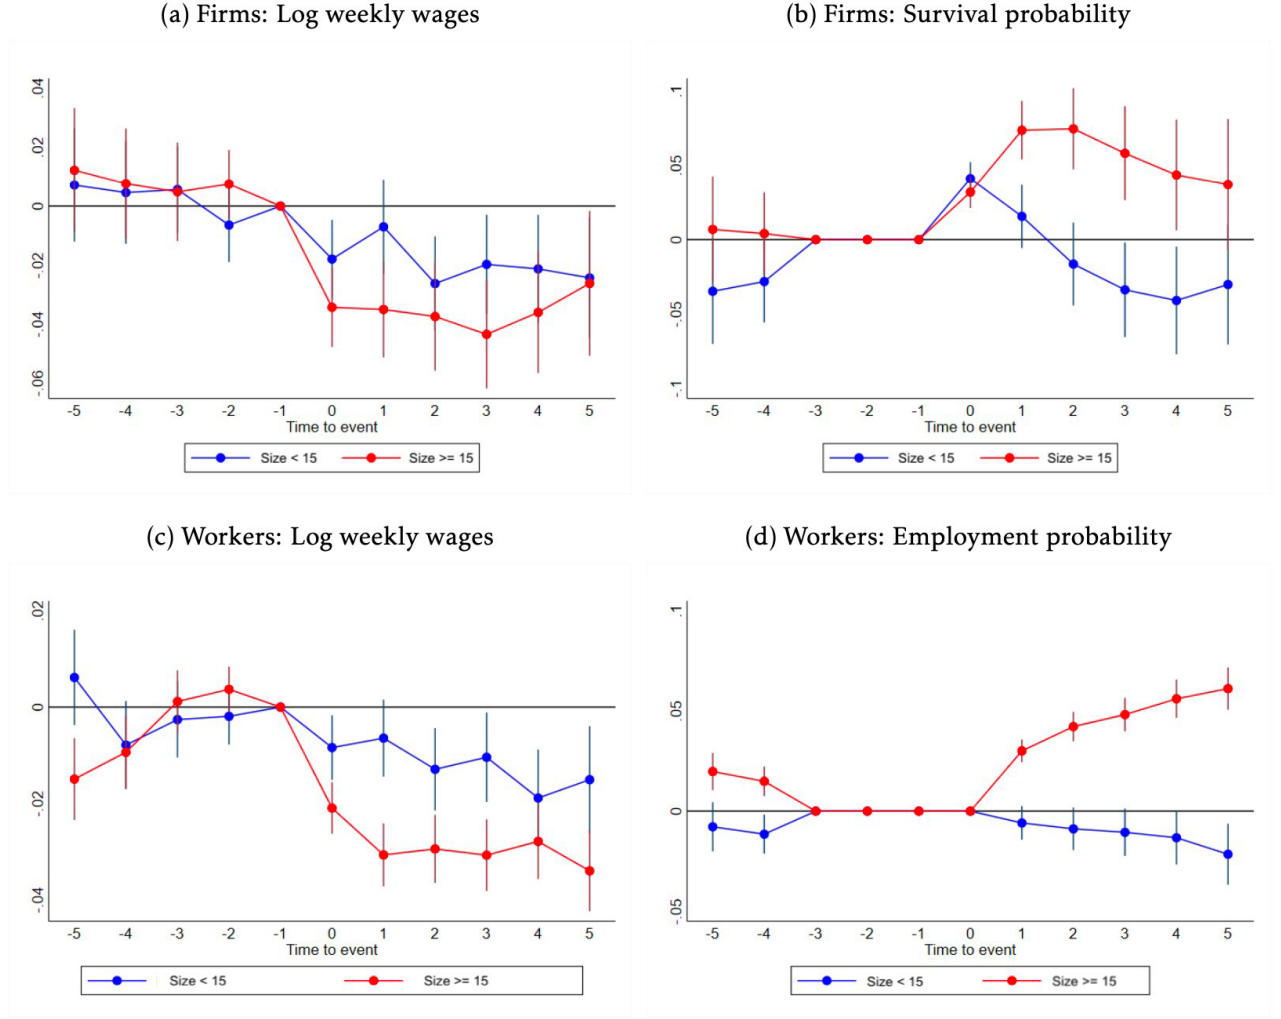 (a) Firms: Log weekly wages
.04
.02
0
-.02
-.04
-.06
-5 -4 -3 -2 -1 0 1 2 3 4 5
Time to event
Size < 15 Size >= 15
(b) Firms: Survival probability
.1
.05
0
-.05
-.1
-5 -4 -3 -2 -1 0 1 2 3 4 5
Time to event
Size < 15 Size >= 15
(c) Workers: Log weekly wages
.02
0
-.02
-.04
-5 -4 -3 -2 -1 0 1 2 3 4 5
Time to event
Size < 15 Size >= 15
(d) Workers: Employment probability
.1
.05
0
-.05
-5 -4 -3 -2 -1 0 1 2 3 4 5
Time to event
Size < 15 Size >= 15